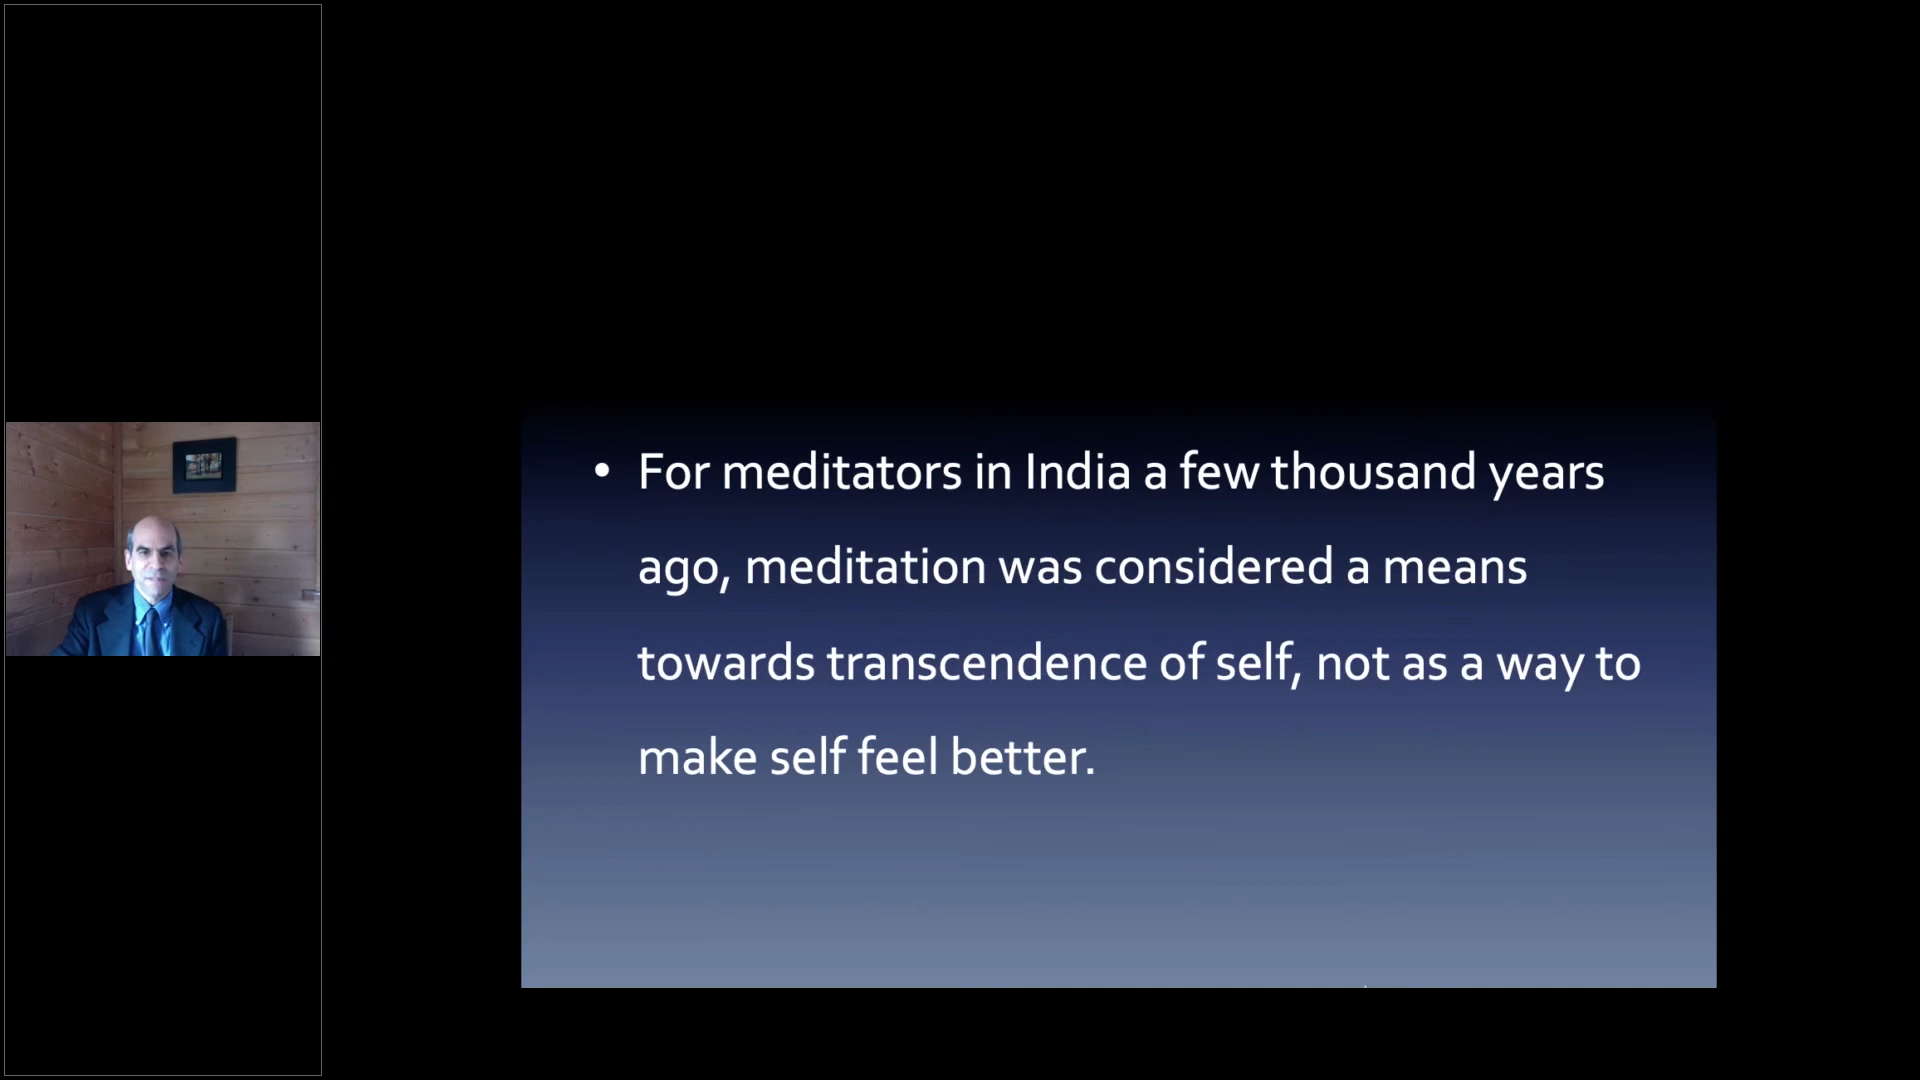 • For meditators in India a few thousand years
ago, meditation was considered a means
towards transcendence of self, not as a way to
make self feel better.